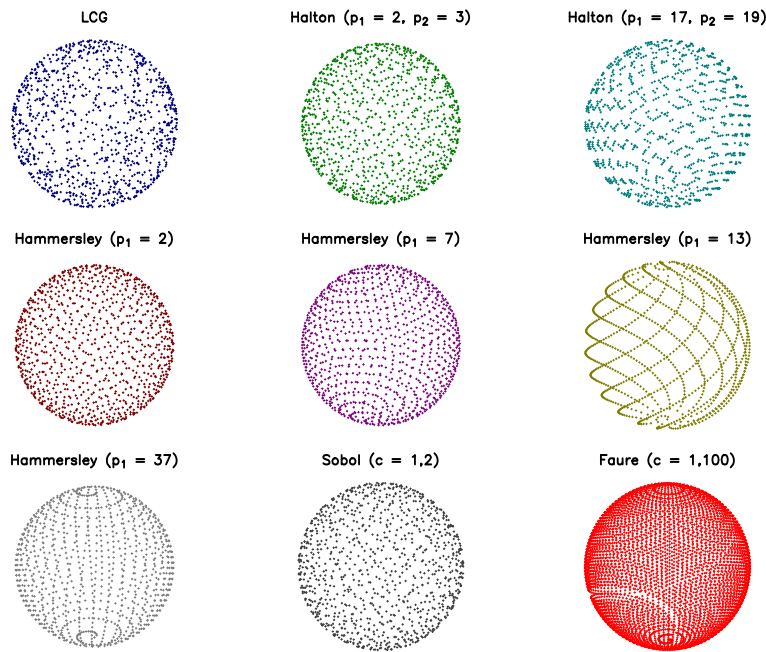 LCG
Halton (p₁ = 2, p₂ = 3)
Halton (p₁ = 17, p₂ = 19)
Hammersley (p₁ = 2)
Hammersley (p₁ = 7)
Hammersley (p₁ = 13)
Hammersley (p₁ = 37)
Sobol (c = 1,2)
Faure (c = 1,100)